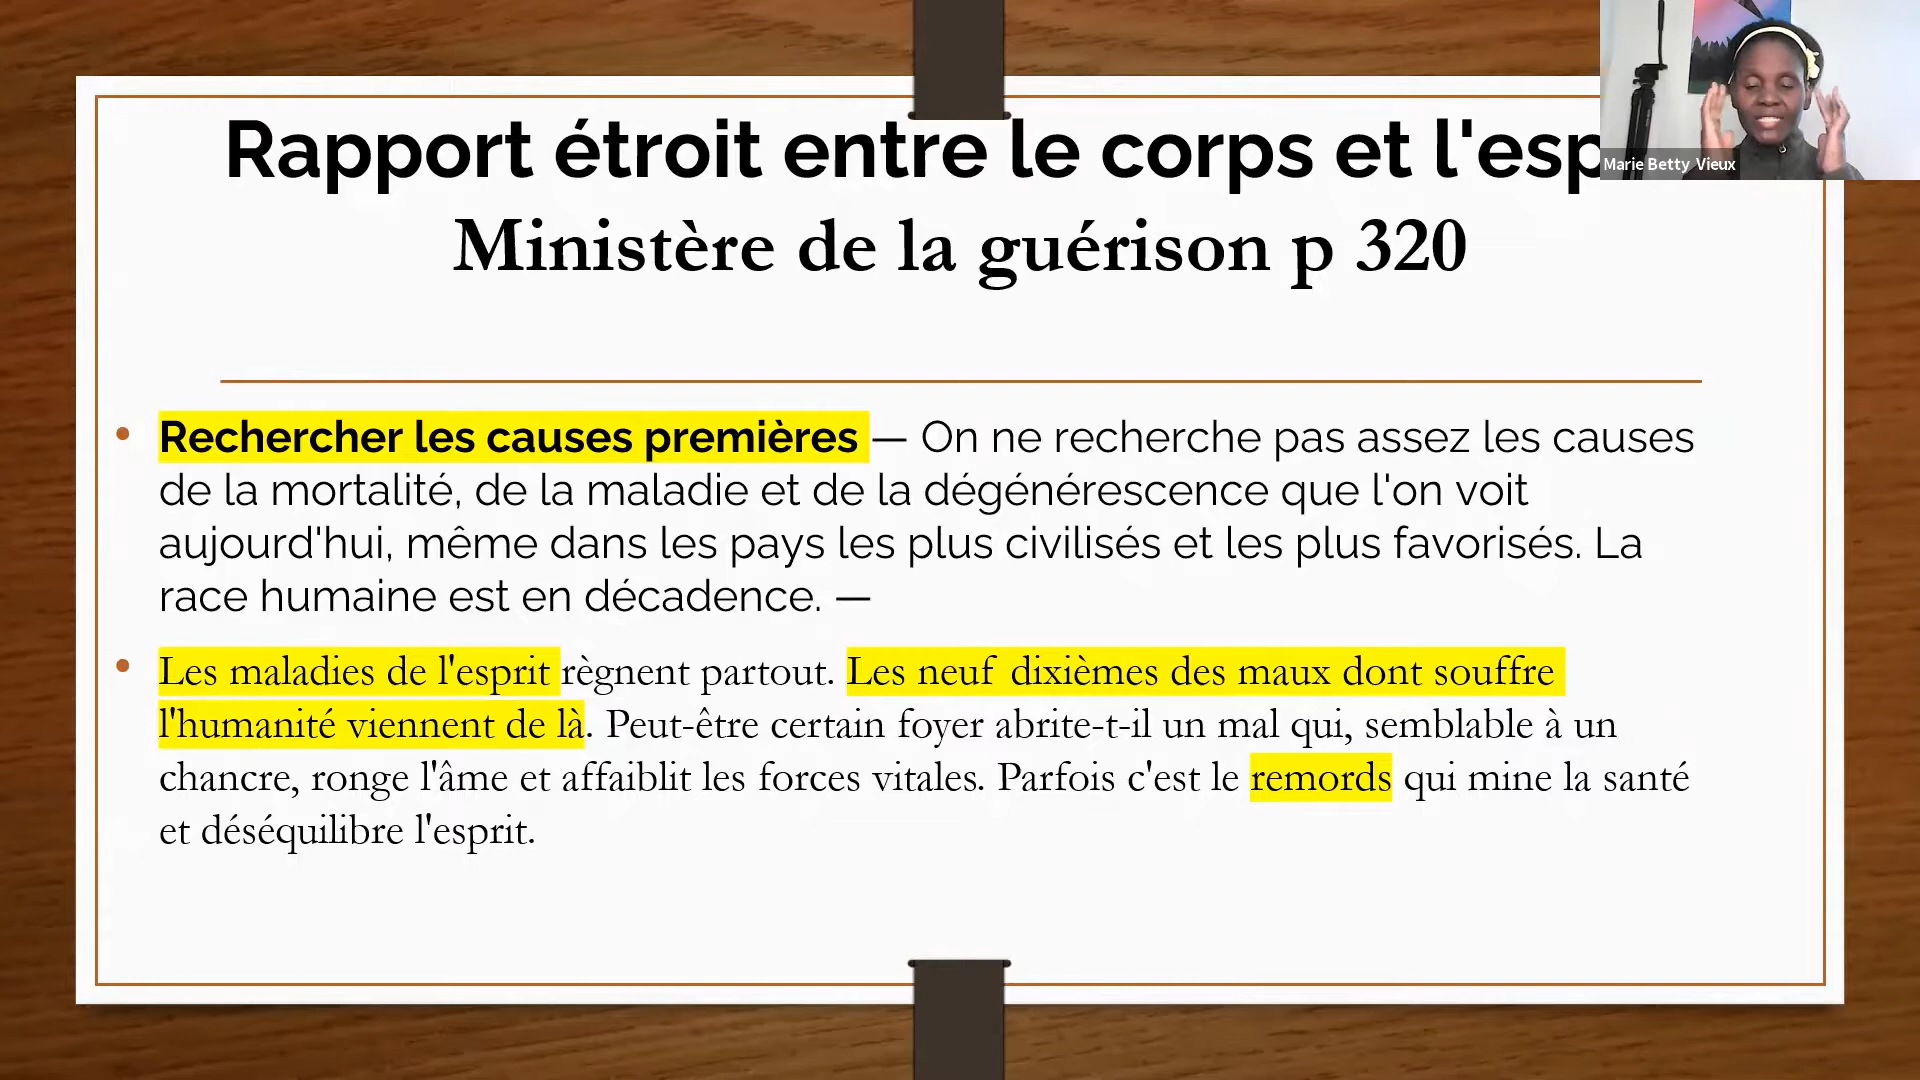 Rapport étroit entre le corps et l'esp
Ministère de la guérison p 320
Marie Betty Vieux
• Rechercher les causes premières — On ne recherche pas assez les causes
de la mortalité, de la maladie et de la dégénérescence que l'on voit
aujourd'hui, même dans les pays les plus civilisés et les plus favorisés. La
race humaine est en décadence. —
• Les maladies de l'esprit règnent partout. Les neuf dixièmes des maux dont souffre
l'humanité viennent de là. Peut-être certain foyer abrite-t-il un mal qui, semblable à un
chancre, ronge l'âme et affaiblit les forces vitales. Parfois c'est le remords qui mine la santé
et déséquilibre l'esprit.